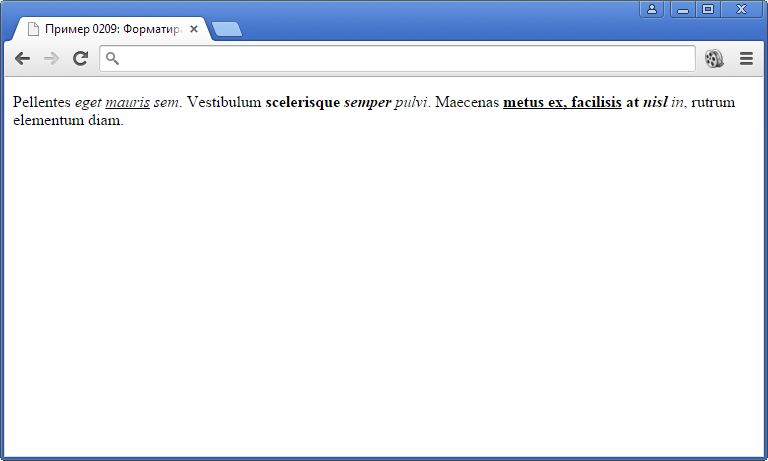 Пример 0209: Форматир
Pellentes eget mauris sem. Vestibulum scelerisque semper pulvi. Maecenas metus ex, facilisis at nisl in, rutrum
elementum diam.